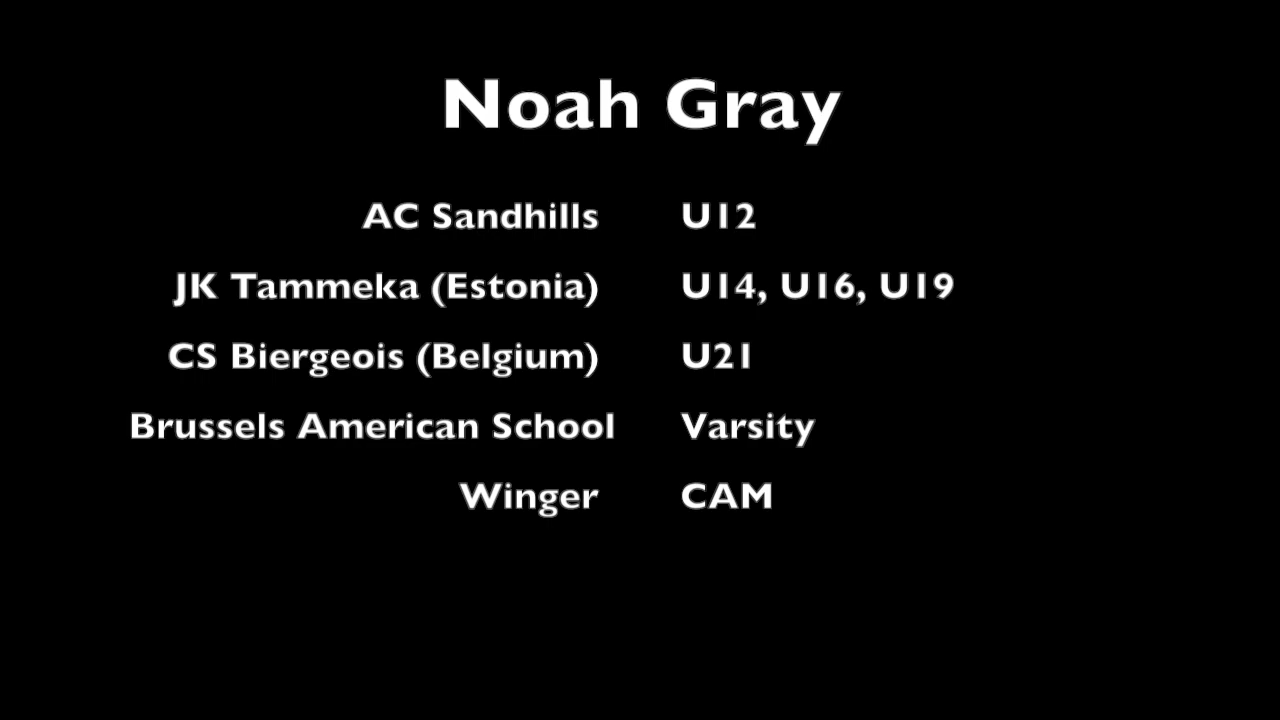 Noah Gray
AC Sandhills U12
JK Tammeka (Estonia) U14, U16, U19
CS Biergeois (Belgium) U21
Brussels American School Varsity
Winger CAM